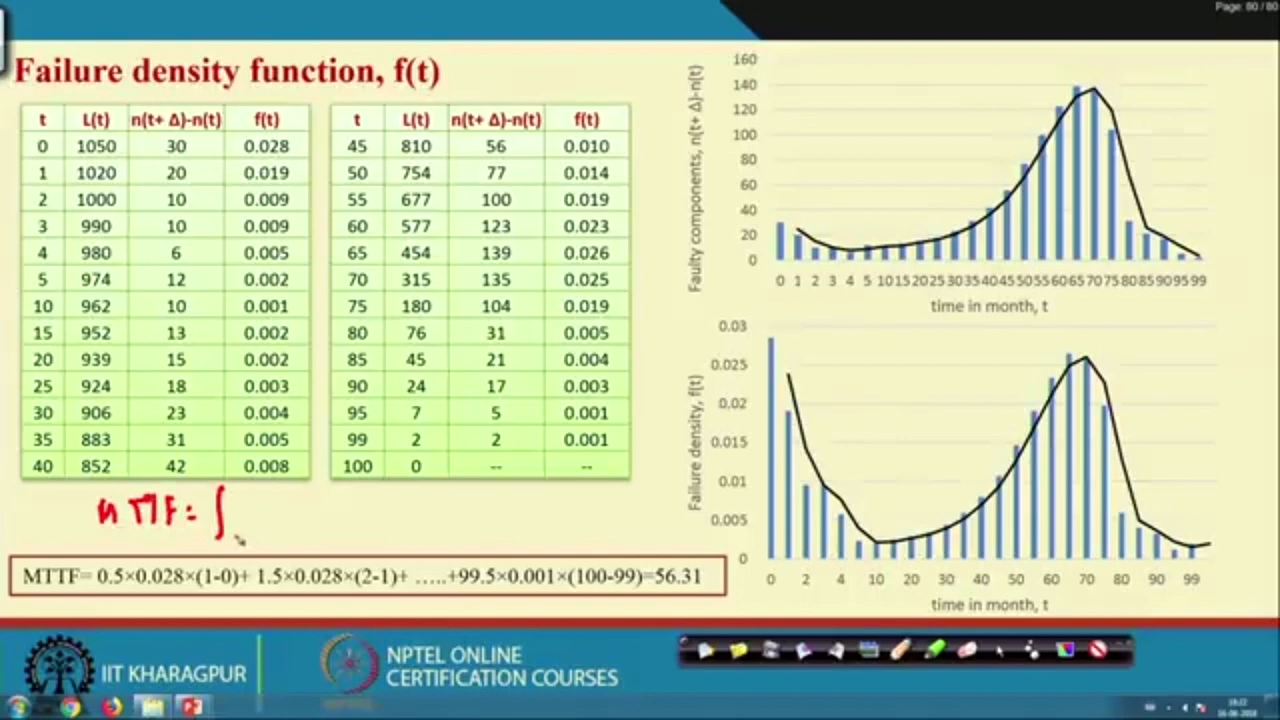 Page: 80 / 80
Failure density function, f(t)
t L(t) n(t+ Δ)-n(t) f(t)
0 1050 30 0.028
1 1020 20 0.019
2 1000 10 0.009
3 990 10 0.009
4 980 6 0.005
5 974 12 0.002
10 962 10 0.001
15 952 13 0.002
20 939 15 0.002
25 924 18 0.003
30 906 23 0.004
35 883 31 0.005
40 852 42 0.008
t L(t) n(t+ Δ)-n(t) f(t)
45 810 56 0.010
50 754 77 0.014
55 677 100 0.019
60 577 123 0.023
65 454 139 0.026
70 315 135 0.025
75 180 104 0.019
80 76 31 0.005
85 45 21 0.004
90 24 17 0.003
95 7 5 0.001
99 2 2 0.001
100 0 -- --
MTTF= ∫
MTTF= 0.5×0.028×(1-0)+ 1.5×0.028×(2-1)+ …..+99.5×0.001×(100-99)=56.31
Faulty components, n(t+ Δ)-n(t)
160
140
120
100
80
60
40
20
0
0 1 2 3 4 5 10 15 20 25 30 35 40 45 50 55 60 65 70 75 80 85 90 95 99
time in month, t
Failure density, f(t)
0.03
0.025
0.02
0.015
0.01
0.005
0
0 2 4 10 20 30 40 50 60 70 80 90 99
time in month, t
IIT KHARAGPUR
NPTEL ONLINE
CERTIFICATION COURSES